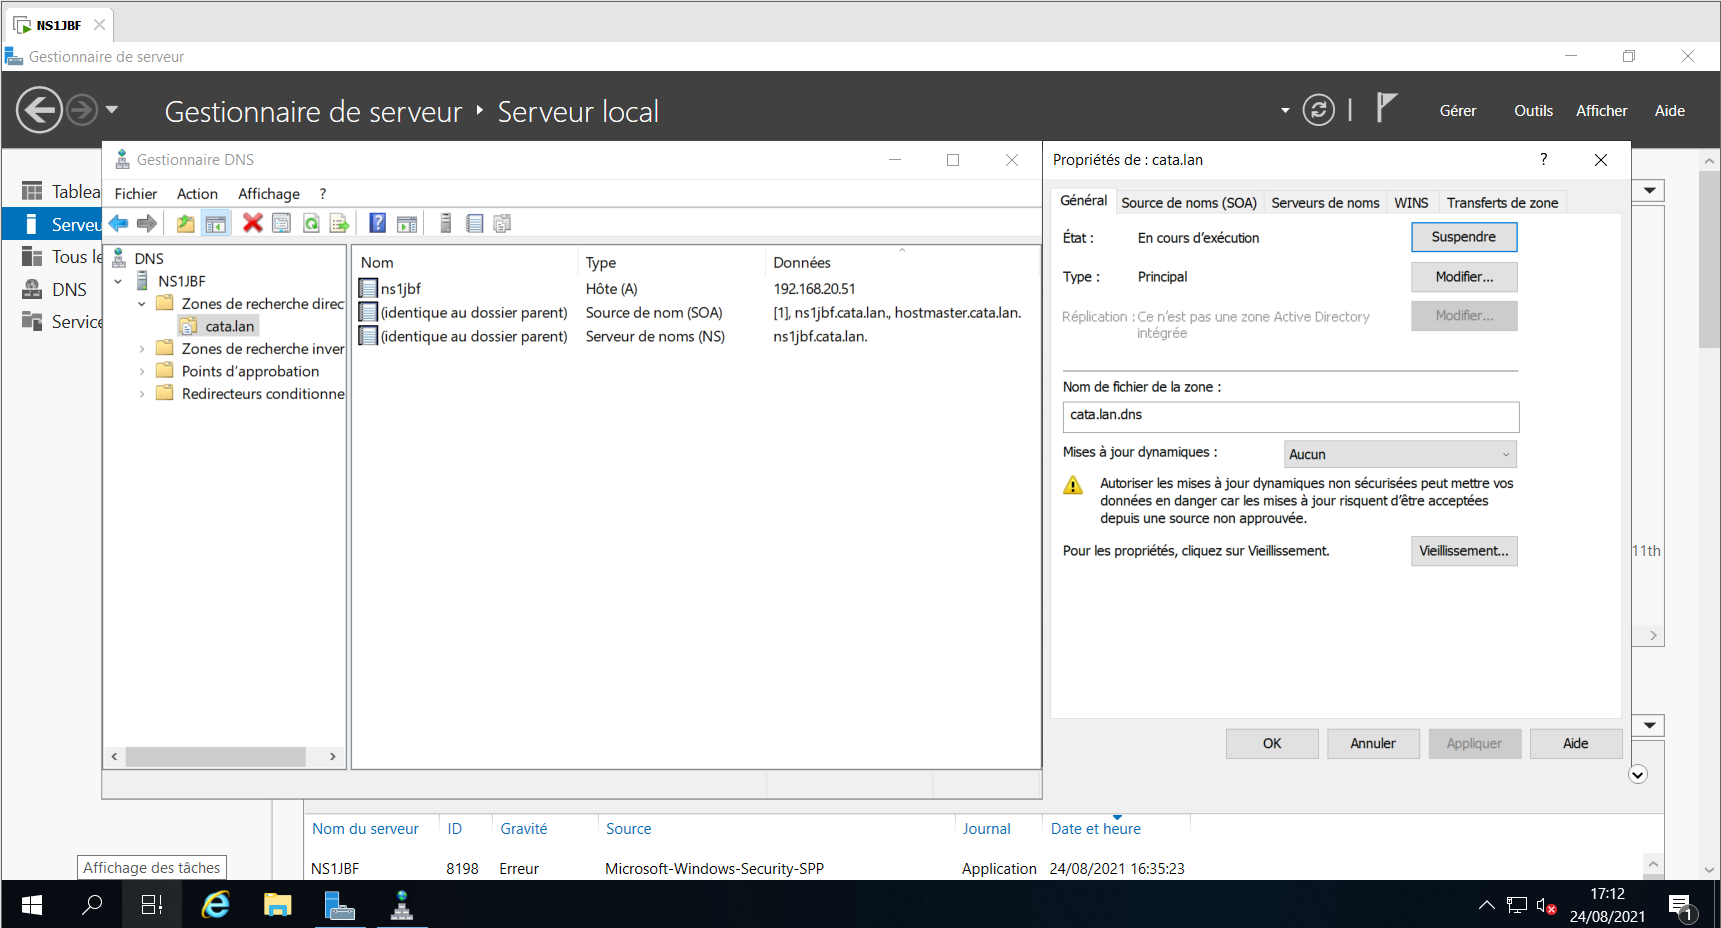 NS1JBF
Gestionnaire de serveur
Gestionnaire de serveur ‣ Serveur local
Gérer Outils Afficher Aide
Tablea
Serveu
Tous le
DNS
Service
Gestionnaire DNS
Fichier Action Affichage ?
DNS
NS1JBF
Zones de recherche direc
cata.lan
Zones de recherche inver
Points d'approbation
Redirecteurs conditionne
Nom Type Données
ns1jbf Hôte (A) 192.168.20.51
(identique au dossier parent) Source de nom (SOA) [1], ns1jbf.cata.lan., hostmaster.cata.lan.
(identique au dossier parent) Serveur de noms (NS) ns1jbf.cata.lan.
Propriétés de : cata.lan ?
Général Source de noms (SOA) Serveurs de noms WINS Transferts de zone
État : En cours d'exécution Suspendre
Type : Principal Modifier...
Réplication : Ce n'est pas une zone Active Directory Modifier...
intégrée
Nom de fichier de la zone :
cata.lan.dns
Mises à jour dynamiques : Aucun
Autoriser les mises à jour dynamiques non sécurisées peut mettre vos
données en danger car les mises à jour risquent d'être acceptées
depuis une source non approuvée.
Pour les propriétés, cliquez sur Vieillissement. Vieillissement...
OK Annuler Appliquer Aide
11th
Nom du serveur ID Gravité Source Journal Date et heure
NS1JBF 8198 Erreur Microsoft-Windows-Security-SPP Application 24/08/2021 16:35:23
Affichage des tâches
17:12
24/08/2021
1